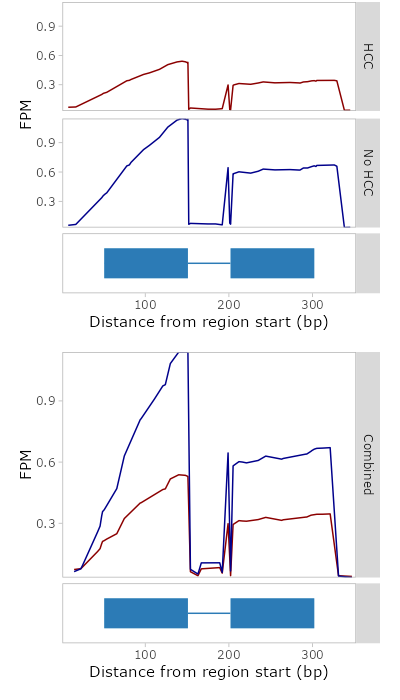 0.9
0.6
0.3
HCC
FPM
0.9
0.6
0.3
No HCC
100 200 300
Distance from region start (bp)
0.9
0.6
0.3
FPM
Combined
100 200 300
Distance from region start (bp)